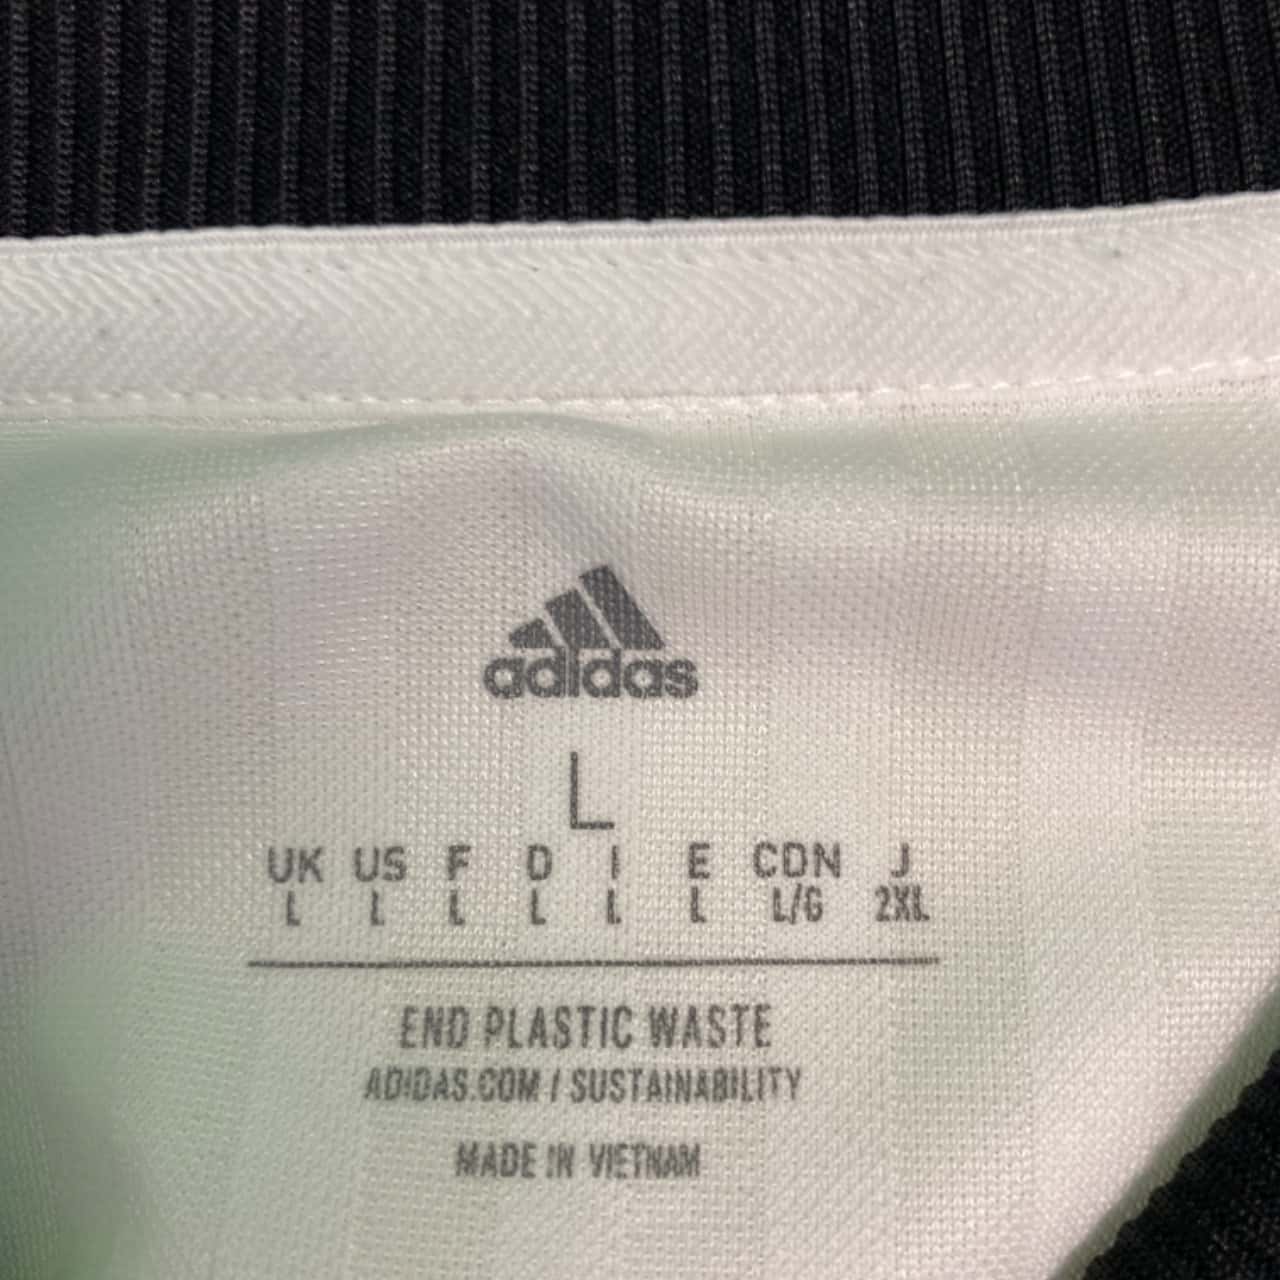 adidas
L
UK US F D I E CDN J
L L L L L L L/G 2XL
END PLASTIC WASTE
ADIDAS.COM / SUSTAINABILITY
MADE IN VIETNAM